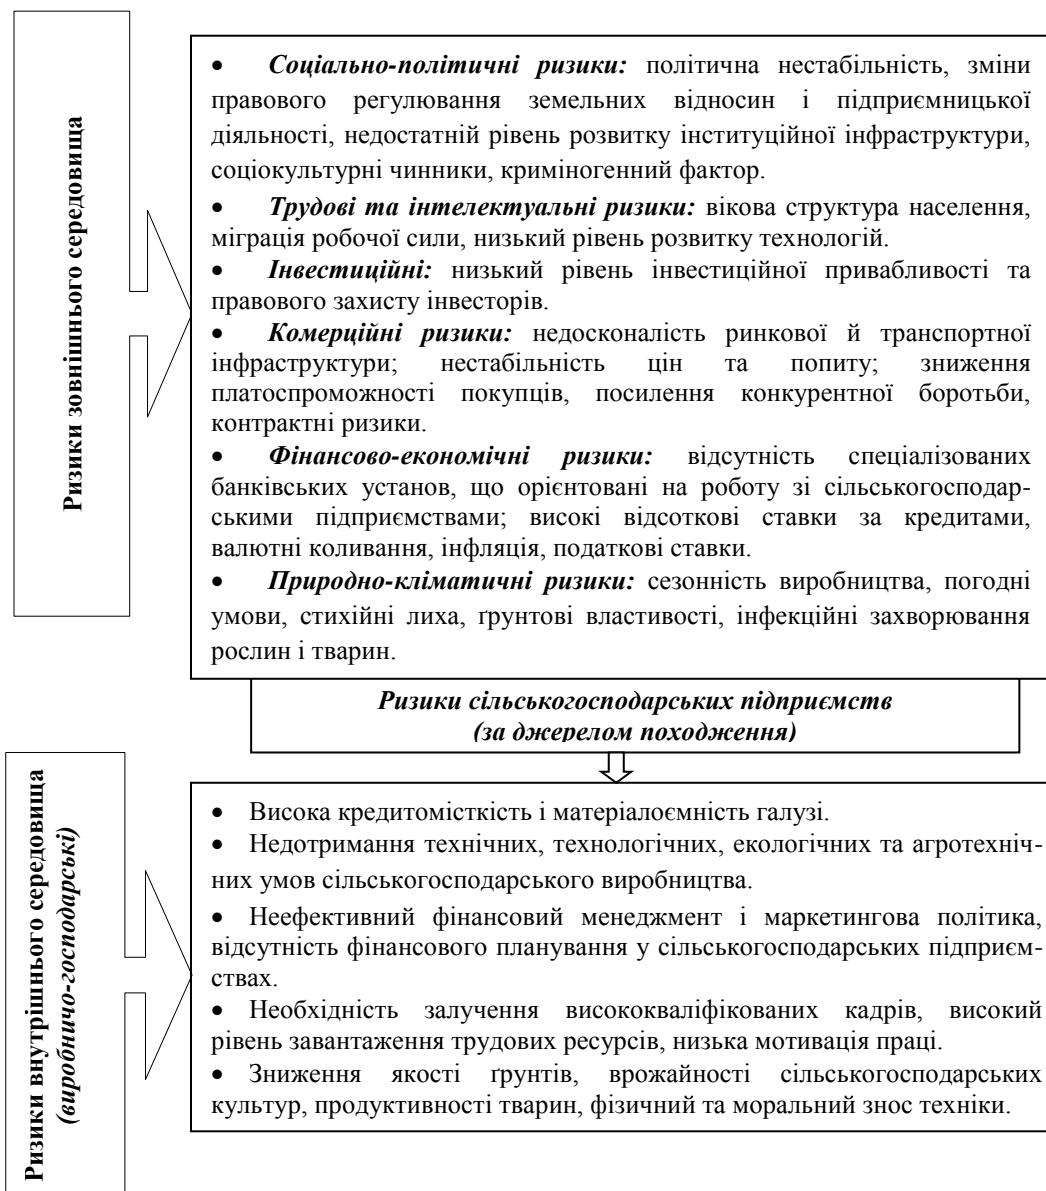 Ризики зовнішнього середовища
• Соціально-політичні ризики: політична нестабільність, зміни
правового регулювання земельних відносин і підприємницької
діяльності, недостатній рівень розвитку інституційної інфраструктури,
соціокультурні чинники, криміногенний фактор.
• Трудові та інтелектуальні ризики: вікова структура населення,
міграція робочої сили, низький рівень розвитку технологій.
• Інвестиційні: низький рівень інвестиційної привабливості та
правового захисту інвесторів.
• Комерційні ризики: недосконалість ринкової й транспортної
інфраструктури; нестабільність цін та попиту; зниження
платоспроможності покупців, посилення конкурентної боротьби,
контрактні ризики.
• Фінансово-економічні ризики: відсутність спеціалізованих
банківських установ, що орієнтовані на роботу зі сільськогосподар-
ськими підприємствами; високі відсоткові ставки за кредитами,
валютні коливання, інфляція, податкові ставки.
• Природно-кліматичні ризики: сезонність виробництва, погодні
умови, стихійні лиха, ґрунтові властивості, інфекційні захворювання
рослин і тварин.
Ризики сільськогосподарських підприємств
(за джерелом походження)
Ризики внутрішнього середовища
(виробничо-господарські)
• Висока кредитомісткість і матеріалоємність галузі.
• Недотримання технічних, технологічних, екологічних та агротехніч-
них умов сільськогосподарського виробництва.
• Неефективний фінансовий менеджмент і маркетингова політика,
відсутність фінансового планування у сільськогосподарських підприєм-
ствах.
• Необхідність залучення висококваліфікованих кадрів, високий
рівень завантаження трудових ресурсів, низька мотивація праці.
• Зниження якості ґрунтів, врожайності сільськогосподарських
культур, продуктивності тварин, фізичний та моральний знос техніки.